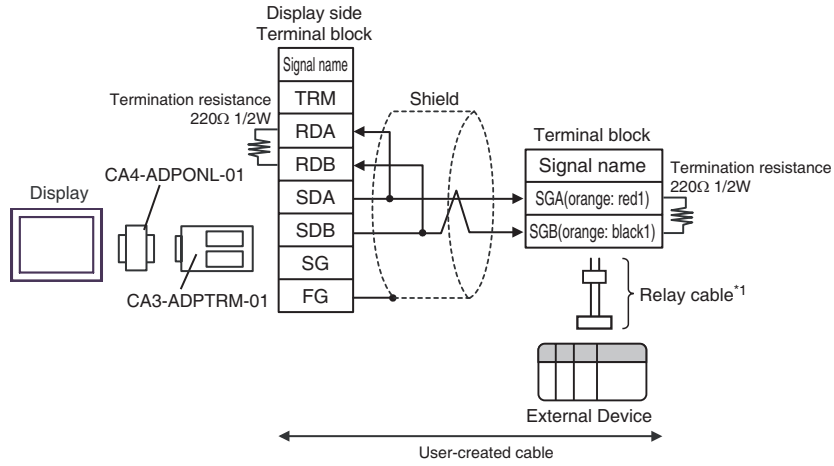 Display side
Terminal block
Signal name
TRM
RDA
RDB
SDA
SDB
SG
FG
Termination resistance
220Ω 1/2W
Shield
Terminal block
Signal name
SGA(orange: red1)
SGB(orange: black1)
Termination resistance
220Ω 1/2W
Display
CA4-ADPONL-01
CA3-ADPTRM-01
Relay cable*1
External Device
User-created cable